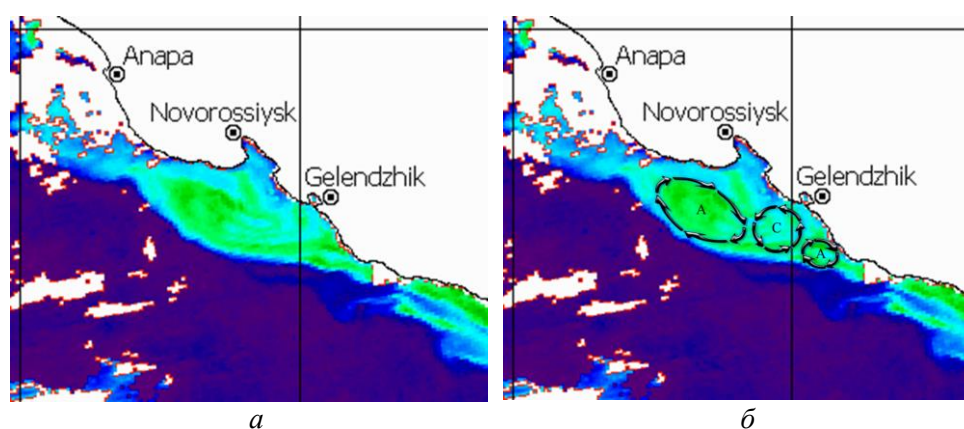 Anapa
Novorossiysk
Gelendzhik
а
Anapa
Novorossiysk
Gelendzhik
A
C
A
б